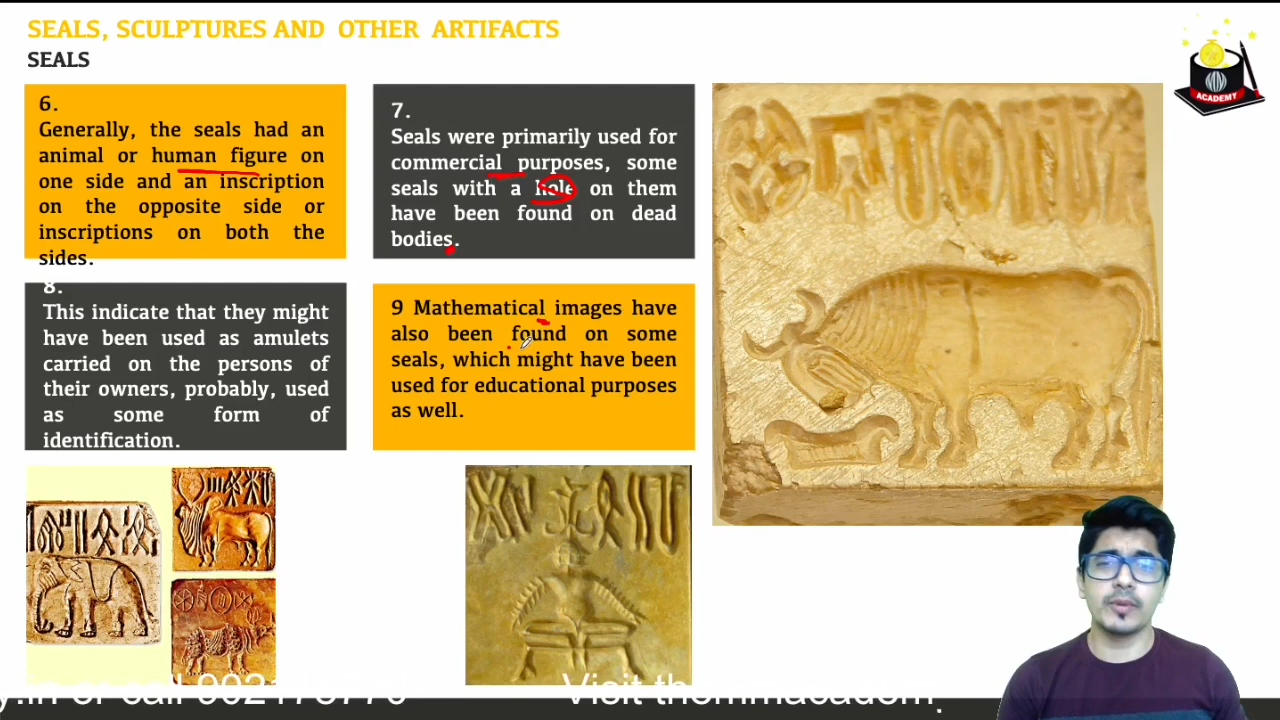 SEALS, SCULPTURES AND OTHER ARTIFACTS
SEALS
6.
Generally, the seals had an
animal or human figure on
one side and an inscription
on the opposite side or
inscriptions on both the
sides.
7.
Seals were primarily used for
commercial purposes, some
seals with a hole on them
have been found on dead
bodies.
8.
This indicate that they might
have been used as amulets
carried on the persons of
their owners, probably, used
as some form of
identification.
9 Mathematical images have
also been found on some
seals, which might have been
used for educational purposes
as well.
ACADEMY
y.in or call Visit